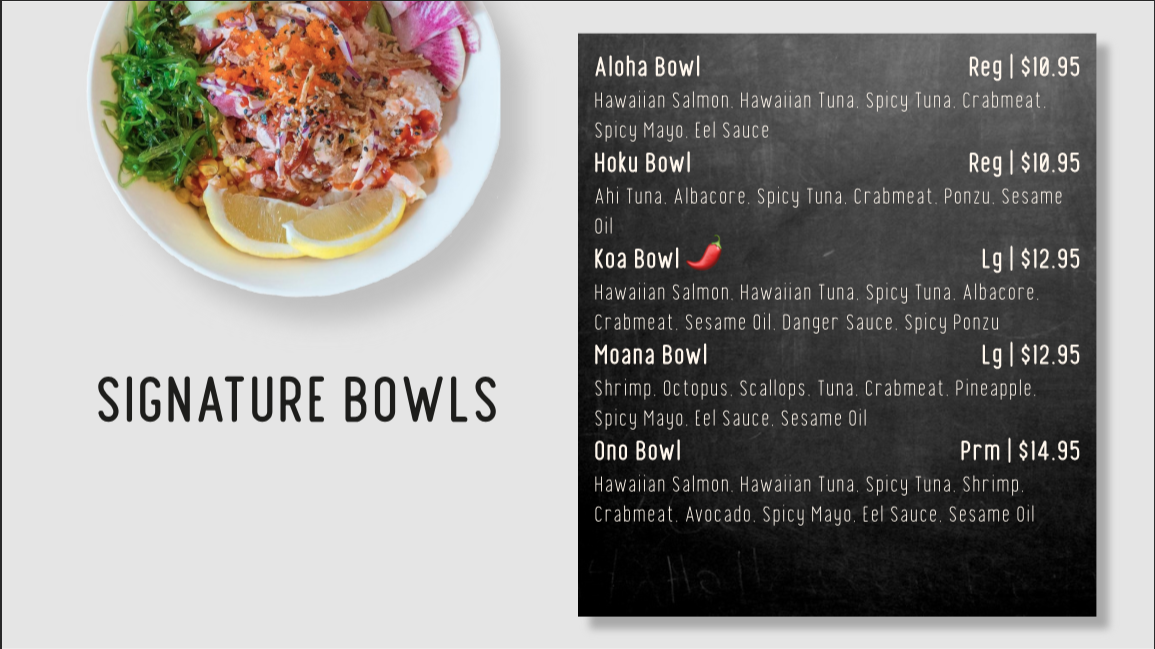 SIGNATURE BOWLS
Aloha Bowl Reg | $10.95
Hawaiian Salmon, Hawaiian Tuna, Spicy Tuna, Crabmeat,
Spicy Mayo, Eel Sauce
Hoku Bowl Reg | $10.95
Ahi Tuna, Albacore, Spicy Tuna, Crabmeat, Ponzu, Sesame
Oil
Koa Bowl 🌶️ Lg | $12.95
Hawaiian Salmon, Hawaiian Tuna, Spicy Tuna, Albacore,
Crabmeat, Sesame Oil, Danger Sauce, Spicy Ponzu
Moana Bowl Lg | $12.95
Shrimp, Octopus, Scallops, Tuna, Crabmeat, Pineapple,
Spicy Mayo, Eel Sauce, Sesame Oil
Ono Bowl Prm | $14.95
Hawaiian Salmon, Hawaiian Tuna, Spicy Tuna, Shrimp,
Crabmeat, Avocado, Spicy Mayo, Eel Sauce, Sesame Oil